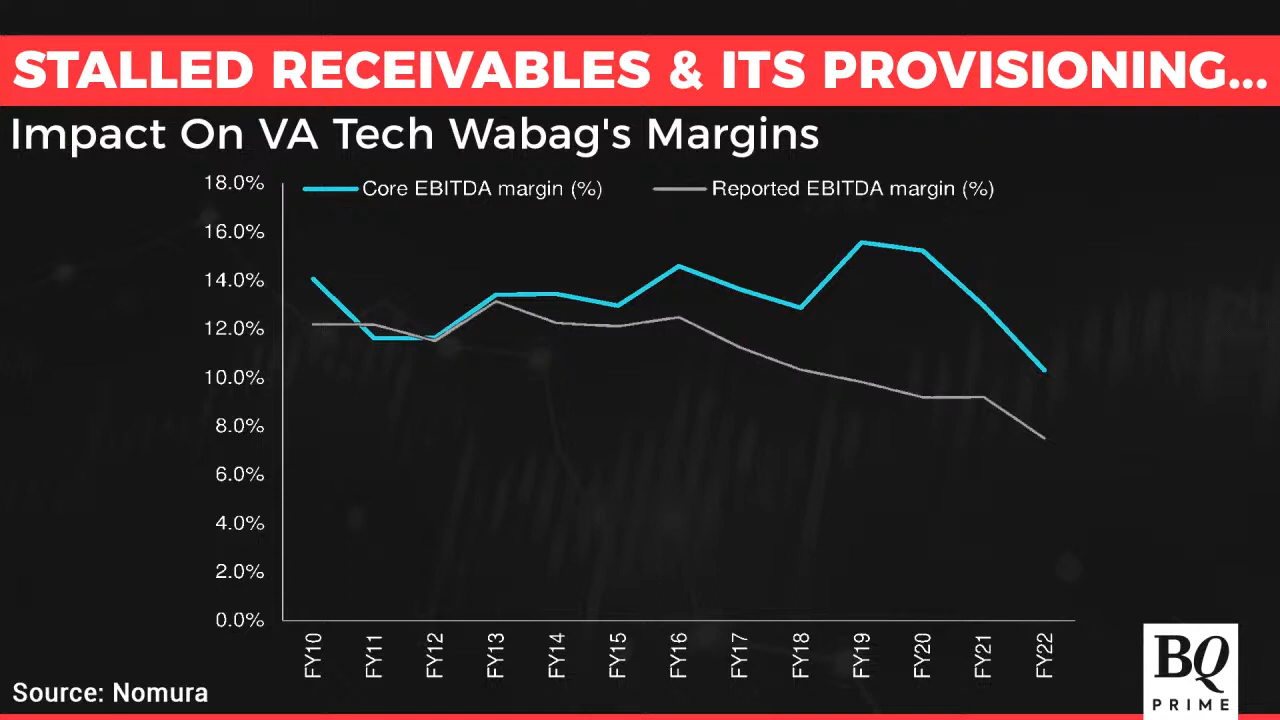 STALLED RECEIVABLES & ITS PROVISIONING...
Impact On VA Tech Wabag's Margins
Core EBITDA margin (%)
Reported EBITDA margin (%)
18.0%
16.0%
14.0%
12.0%
10.0%
8.0%
6.0%
4.0%
2.0%
0.0%
FY10
FY11
FY12
FY13
FY14
FY15
FY16
FY17
FY18
FY19
FY20
FY21
FY22
Source: Nomura
BQ
PRIME